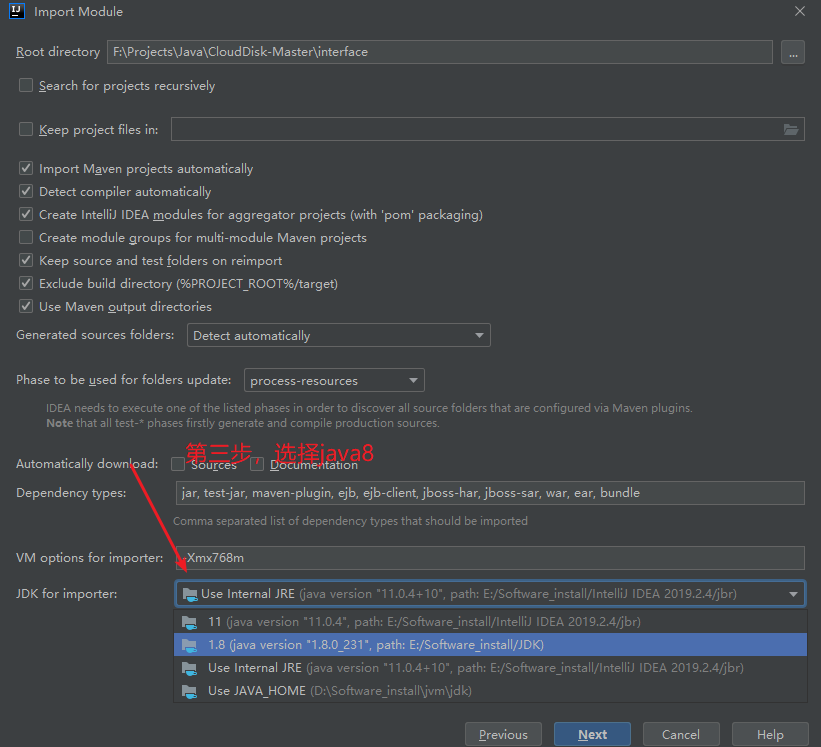 IJ Import Module
Root directory F:\Projects\Java\CloudDisk-Master\interface ...
Search for projects recursively
Keep project files in:
Import Maven projects automatically
Detect compiler automatically
Create IntelliJ IDEA modules for aggregator projects (with 'pom' packaging)
Create module groups for multi-module Maven projects
Keep source and test folders on reimport
Exclude build directory (%PROJECT_ROOT%/target)
Use Maven output directories
Generated sources folders: Detect automatically
Phase to be used for folders update: process-resources
IDEA needs to execute one of the listed phases in order to discover all source folders that are configured via Maven plugins.
Note that all test-* phases firstly generate and compile production sources.
第三步，选择java8
Automatically download: Sources Documentation
Dependency types: jar, test-jar, maven-plugin, ejb, ejb-client, jboss-har, jboss-sar, war, ear, bundle
Comma separated list of dependency types that should be imported
VM options for importer: -Xmx768m
JDK for importer: Use Internal JRE (java version "11.0.4+10", path: E:/Software_install/IntelliJ IDEA 2019.2.4/jbr)
11 (java version "11.0.4", path: E:/Software_install/IntelliJ IDEA 2019.2.4/jbr)
1.8 (java version "1.8.0_231", path: E:/Software_install/JDK)
Use Internal JRE (java version "11.0.4+10", path: E:/Software_install/IntelliJ IDEA 2019.2.4/jbr)
Use JAVA_HOME (D:\Software_install\jvm\jdk)
Previous Next Cancel Help